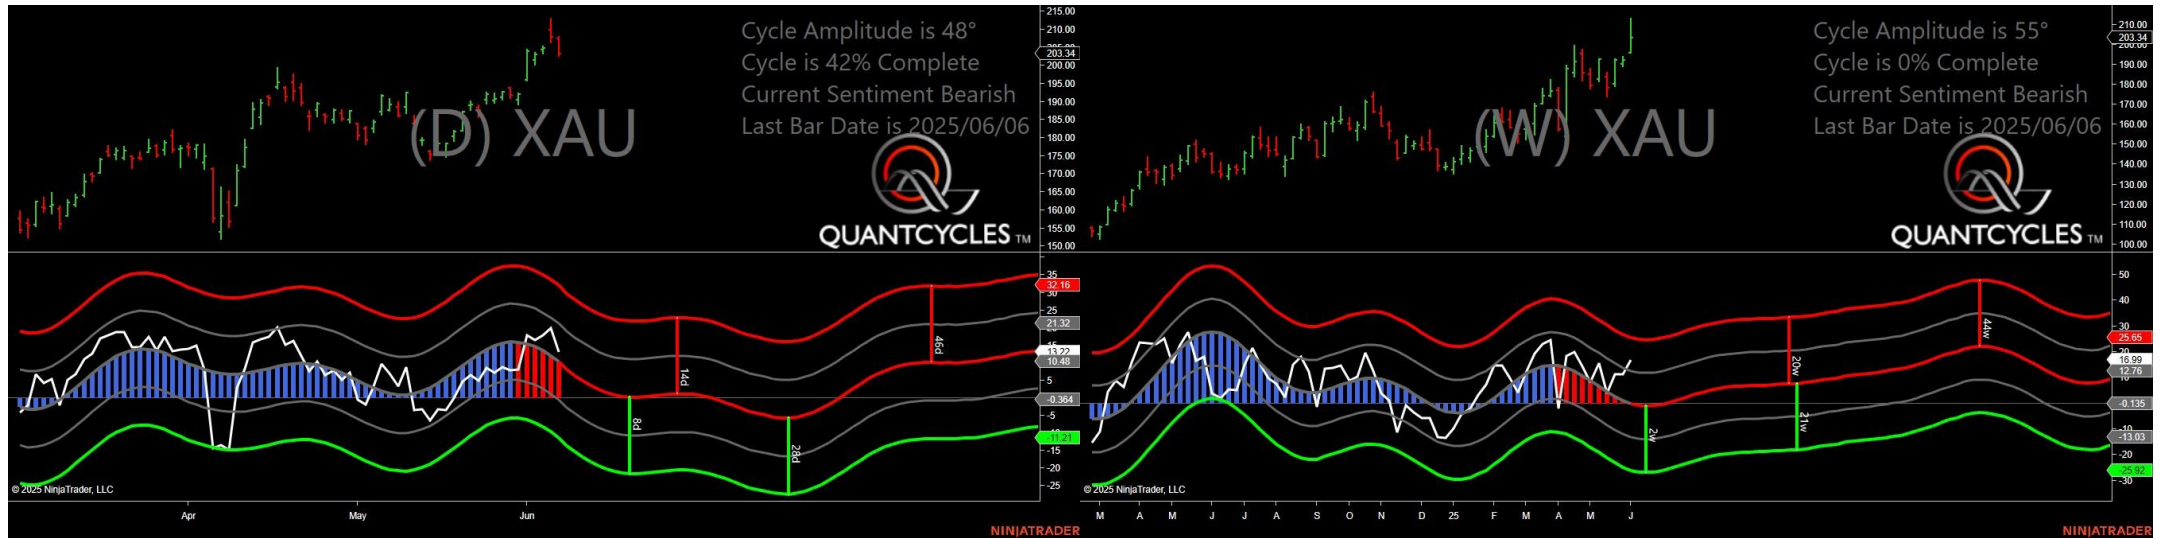 Cycle Amplitude is 48°
Cycle is 42% Complete
Current Sentiment Bearish
Last Bar Date is 2025/06/06
(D) XAU
QUANTCYCLES TM
215.00
210.00
203.34
200.00
195.00
190.00
185.00
180.00
175.00
170.00
165.00
160.00
155.00
150.00
35
32.16
30
25
21.32
15
13.22
10.48
5
-0.364
-5
-11.21
-15
-20
-25
8d
14d
28d
46d
© 2025 NinjaTrader, LLC
Apr May Jun
NINJATRADER
Cycle Amplitude is 55°
Cycle is 0% Complete
Current Sentiment Bearish
Last Bar Date is 2025/06/06
(W) XAU
QUANTCYCLES TM
210.00
203.34
200.00
190.00
180.00
170.00
160.00
150.00
140.00
130.00
120.00
110.00
100.00
50
40
30
25.65
20
16.99
12.76
-0.135
-10
-13.03
-20
-25.92
-30
2w
20w
21w
44w
© 2025 NinjaTrader, LLC
M A M J J A S O N D 25 F M A M J
NINJATRADER